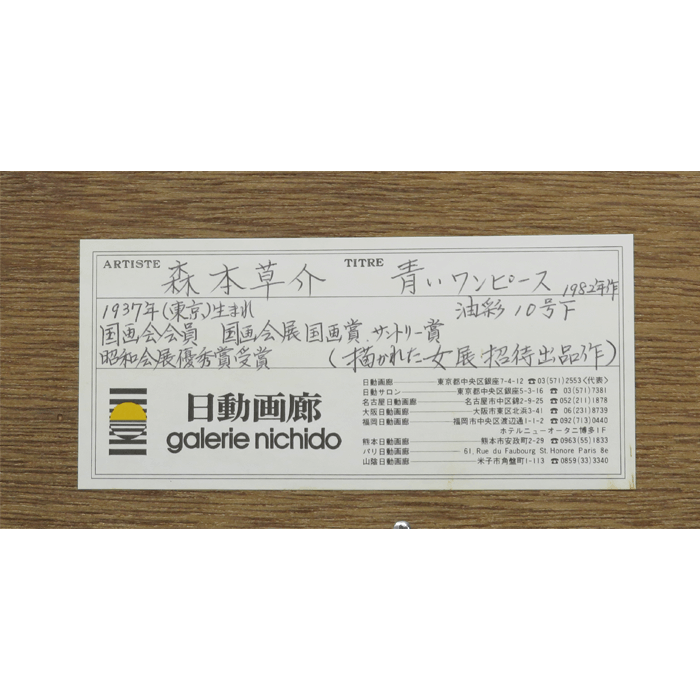 ARTISTE 森本草介 TITRE 青いワンピース 1982年作
1937年(東京)生まれ 油彩 10号F
国画会会員 国画会展国画賞、サントリー賞
昭和会展優秀賞受賞 (描かれた女展招待出品作)
日動画廊
galerie nichido
日動画廊 東京都中央区銀座7-4-12 ☎03(571)2553〈代表〉
日動サロン 東京都中央区銀座5-3-16 ☎03(571)7381
名古屋日動画廊 名古屋市中区錦2-9-25 ☎052(211)1878
大阪日動画廊 大阪市東区北浜3-41 ☎06(231)8739
福岡日動画廊 福岡市中央区渡辺通1-1-2 ☎092(713)0440
ホテルニューオータニ博多1F
熊本日動画廊 熊本市安政町2-29 ☎0963(55)1833
パリ日動画廊 61, Rue du Faubourg St. Honore Paris 8e
山陰日動画廊 米子市角盤町1-113 ☎0859(33)3340